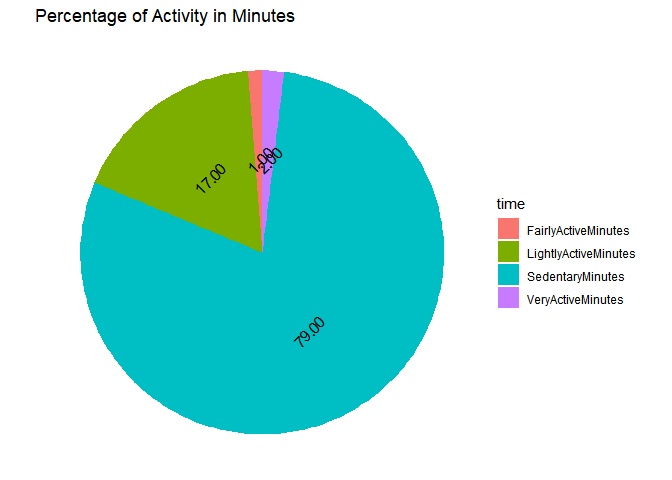 Percentage of Activity in Minutes
1.00
2.00
17.00
79.00
time
FairlyActiveMinutes
LightlyActiveMinutes
SedentaryMinutes
VeryActiveMinutes